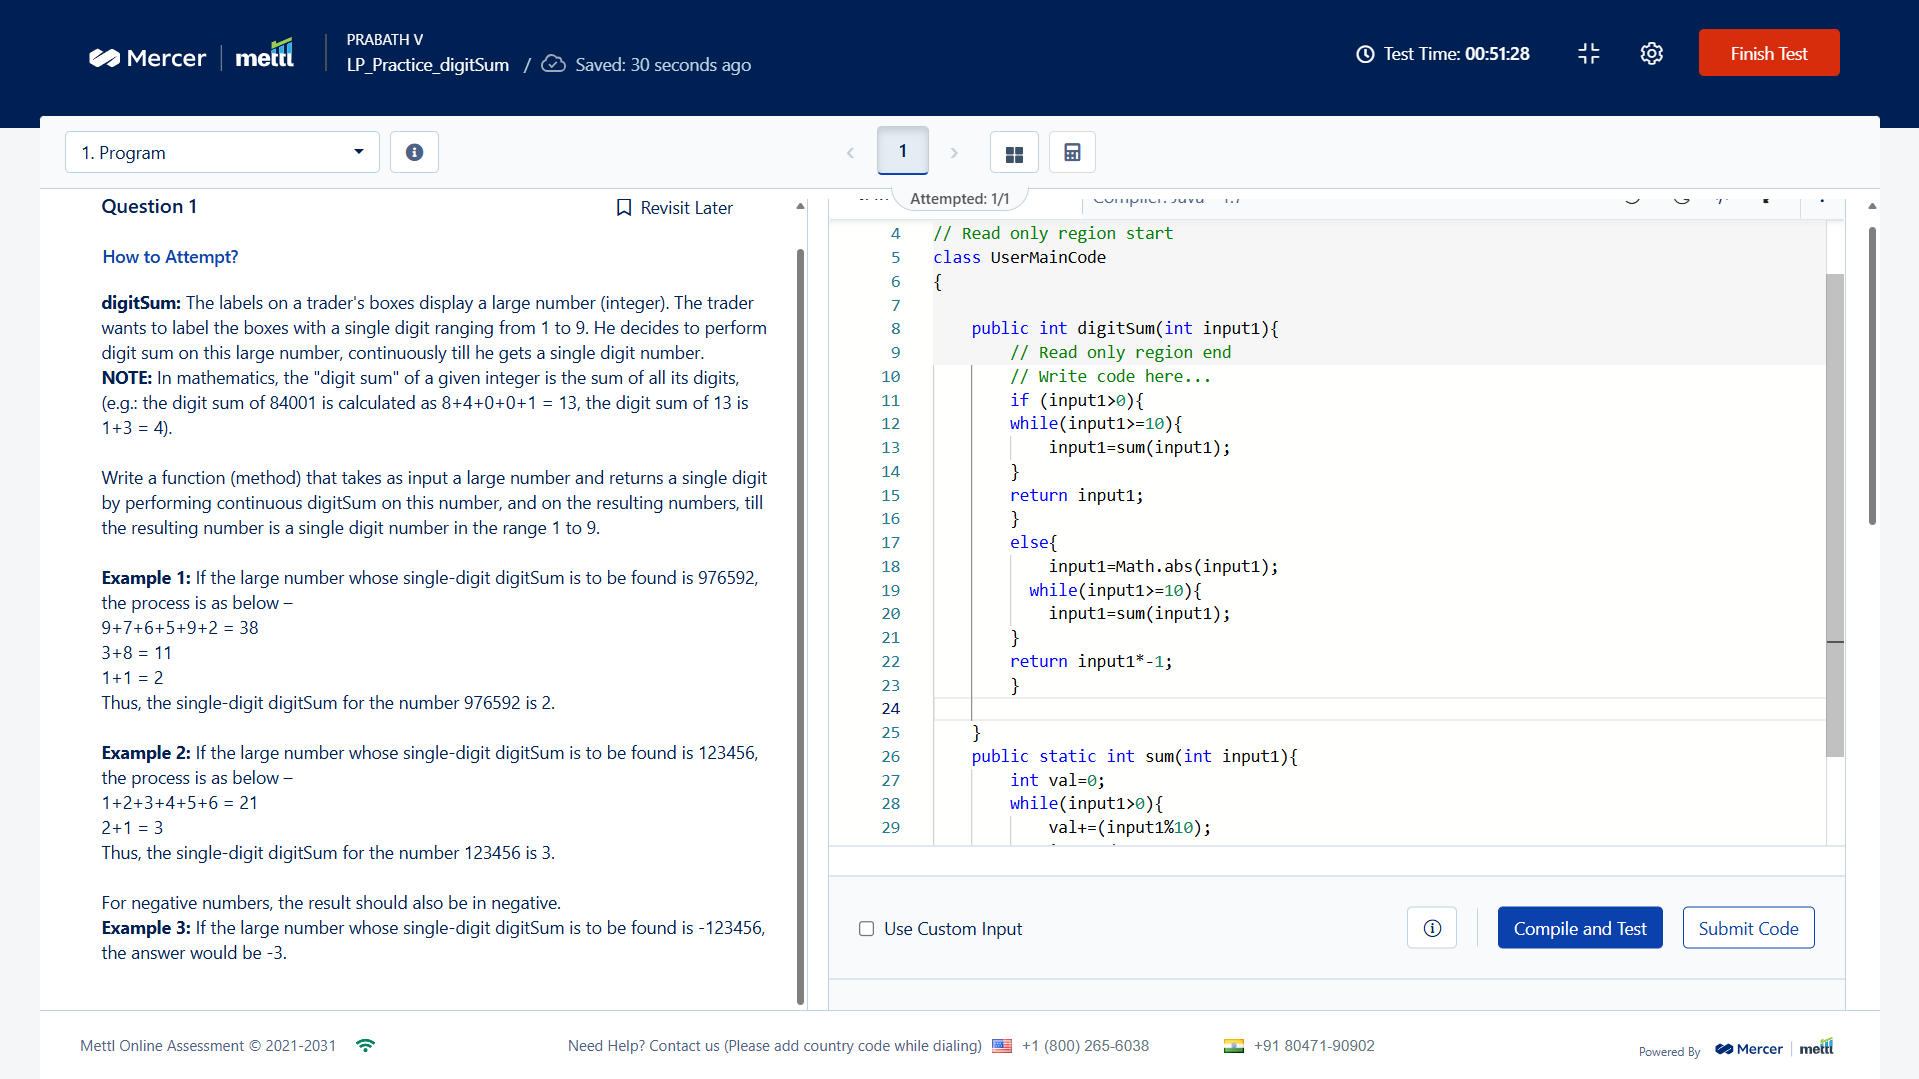 Mercer | mettl
PRABATH V
LP_Practice_digitSum / Saved: 30 seconds ago
Test Time: 00:51:28
Finish Test
1. Program
1
Attempted: 1/1
Compiler: Java - 1.7
Question 1
Revisit Later
How to Attempt?
digitSum: The labels on a trader's boxes display a large number (integer). The trader
wants to label the boxes with a single digit ranging from 1 to 9. He decides to perform
digit sum on this large number, continuously till he gets a single digit number.
NOTE: In mathematics, the "digit sum" of a given integer is the sum of all its digits,
(e.g.: the digit sum of 84001 is calculated as 8+4+0+0+1 = 13, the digit sum of 13 is
1+3 = 4).
Write a function (method) that takes as input a large number and returns a single digit
by performing continuous digitSum on this number, and on the resulting numbers, till
the resulting number is a single digit number in the range 1 to 9.
Example 1: If the large number whose single-digit digitSum is to be found is 976592,
the process is as below –
9+7+6+5+9+2 = 38
3+8 = 11
1+1 = 2
Thus, the single-digit digitSum for the number 976592 is 2.
Example 2: If the large number whose single-digit digitSum is to be found is 123456,
the process is as below –
1+2+3+4+5+6 = 21
2+1 = 3
Thus, the single-digit digitSum for the number 123456 is 3.
For negative numbers, the result should also be in negative.
Example 3: If the large number whose single-digit digitSum is to be found is -123456,
the answer would be -3.
4 // Read only region start
5 class UserMainCode
6 {
7
8 public int digitSum(int input1){
9 // Read only region end
10 // Write code here...
11 if (input1>0){
12 while(input1>=10){
13 input1=sum(input1);
14 }
15 return input1;
16 }
17 else{
18 input1=Math.abs(input1);
19 while(input1>=10){
20 input1=sum(input1);
21 }
22 return input1*-1;
23 }
24
25 }
26 public static int sum(int input1){
27 int val=0;
28 while(input1>0){
29 val+=(input1%10);
Use Custom Input
Compile and Test
Submit Code
Mettl Online Assessment © 2021-2031
Need Help? Contact us (Please add country code while dialing)
+1 (800) 265-6038
+91 80471-90902
Powered By
Mercer | mettl